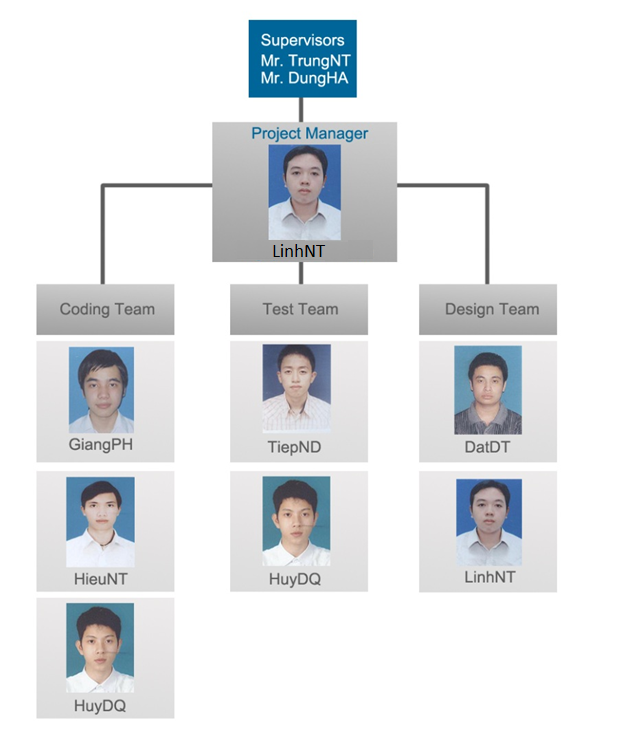 Supervisors
Mr. TrungNT
Mr. DungHA
Project Manager
LinhNT
Coding Team
Test Team
Design Team
GiangPH
TiepND
DatDT
HieuNT
HuyDQ
LinhNT
HuyDQ